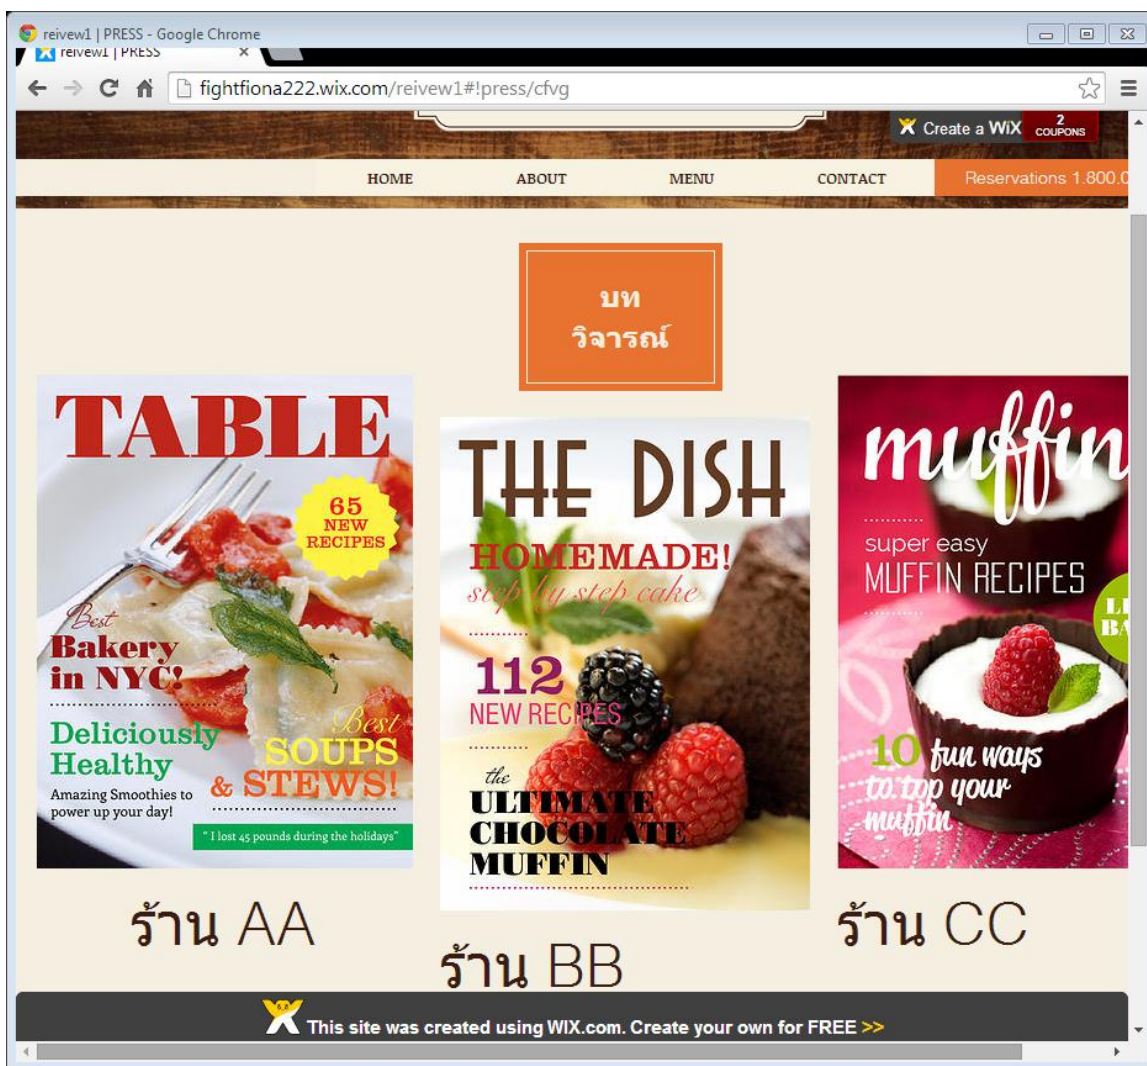 reivew1 | PRESS - Google Chrome
reivew1 | PRESS
fightfiona222.wix.com/reivew1#!press/cfvg
Create a WiX
2
COUPONS
HOME
ABOUT
MENU
CONTACT
Reservations 1.800.0
บท
วิจารณ์
TABLE
65
NEW
RECIPES
Best
Bakery
in NYC!
Deliciously
Healthy
Amazing Smoothies to
power up your day!
Best
SOUPS
& STEWS!
" I lost 45 pounds during the holidays"
ร้าน AA
THE DISH
HOMEMADE!
step by step cake
112
NEW RECIPES
the
ULTIMATE
CHOCOLATE
MUFFIN
ร้าน BB
muffin
super easy
MUFFIN RECIPES
10 fun ways
to top your
muffin
ร้าน CC
This site was created using WIX.com. Create your own for FREE >>